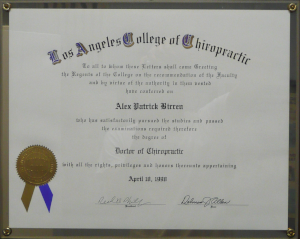 Los Angeles College of Chiropractic
To all to whom these Letters shall come Greeting
the Regents of the College on the recommendation of the Faculty
and by virtue of the authority in them vested
have conferred on
Alex Patrick Birren
who has satisfactorily pursued the studies and passed
the examinations required therefore
the degree of
Doctor of Chiropractic
with all the rights, privileges and honors thereunto appertaining
April